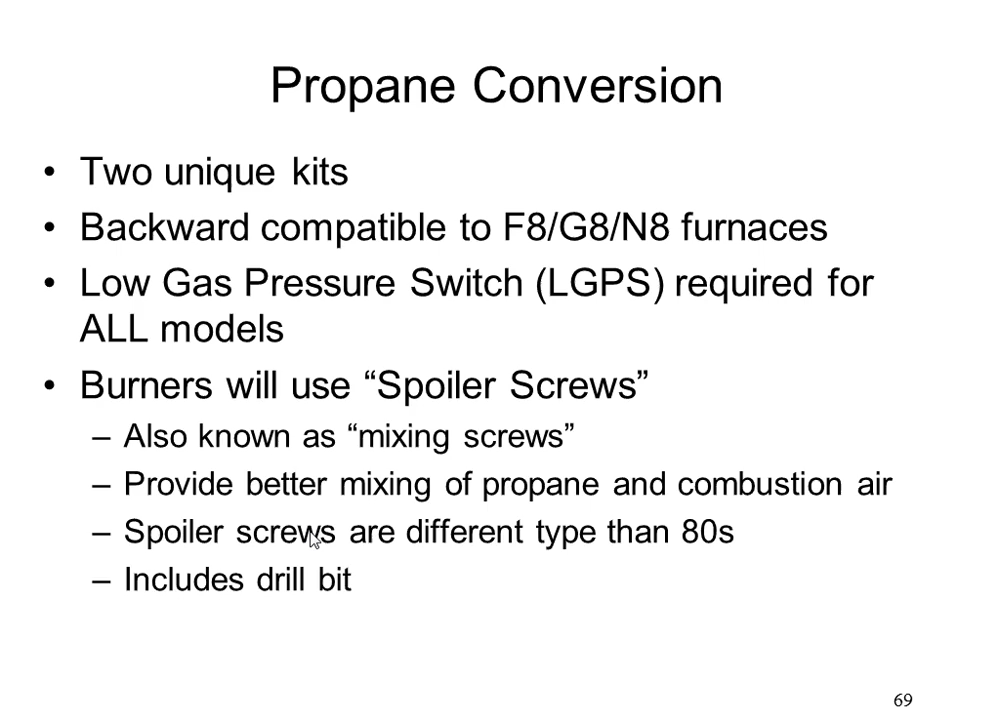 Propane Conversion
• Two unique kits
• Backward compatible to F8/G8/N8 furnaces
• Low Gas Pressure Switch (LGPS) required for
ALL models
• Burners will use “Spoiler Screws”
– Also known as “mixing screws”
– Provide better mixing of propane and combustion air
– Spoiler screws are different type than 80s
– Includes drill bit
69